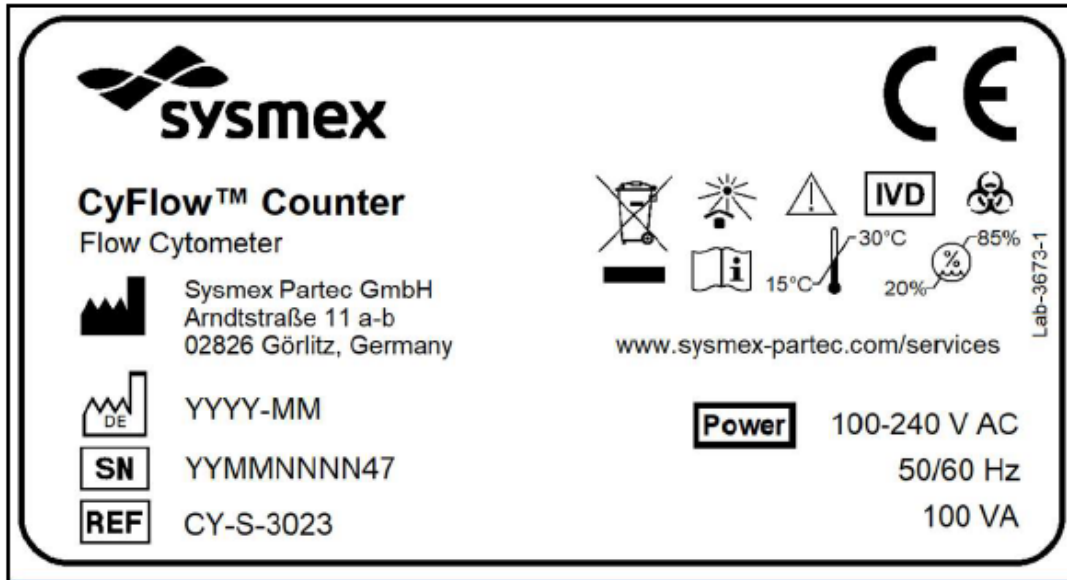 sysmex
CE
CyFlow™ Counter
Flow Cytometer
IVD
30°C
15°C
%
85%
20%
i
Lab-3673-1
Sysmex Partec GmbH
Arndtstraße 11 a-b
02826 Görlitz, Germany
www.sysmex-partec.com/services
DE
YYYY-MM
SN
YYMMNNNN47
REF
CY-S-3023
Power
100-240 V AC
50/60 Hz
100 VA